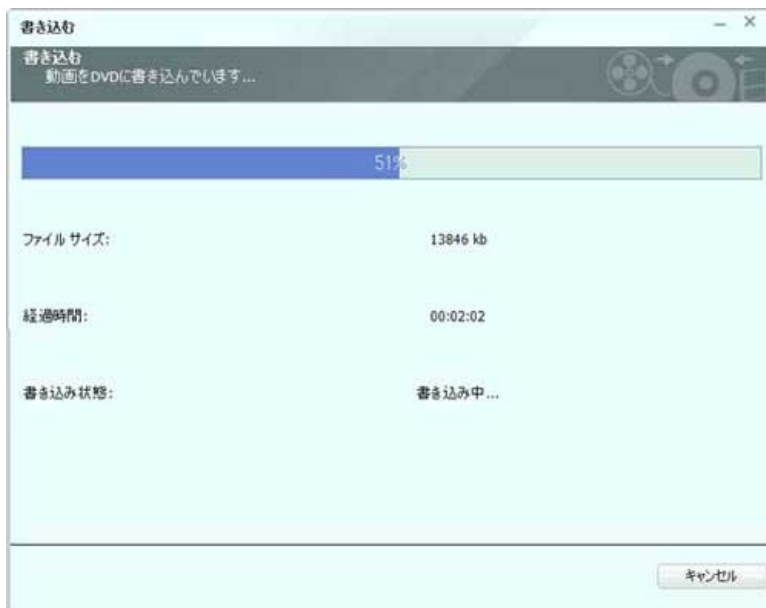 書き込む
書き込む
動画をDVDに書き込んでいます...
51%
ファイル サイズ: 13846 kb
経過時間: 00:02:02
書き込み状態: 書き込み中...
キャンセル